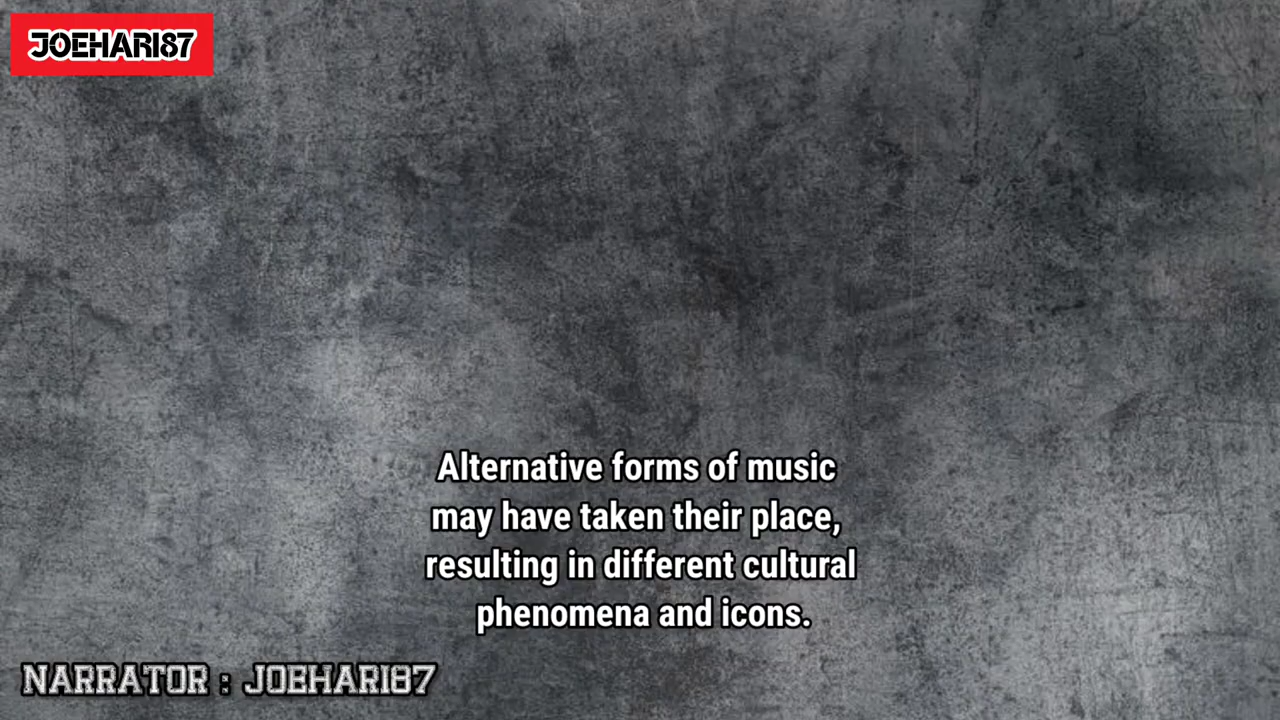 JOEHARI87
Alternative forms of music
may have taken their place,
resulting in different cultural
phenomena and icons.
NARRATOR : JOEHARI87